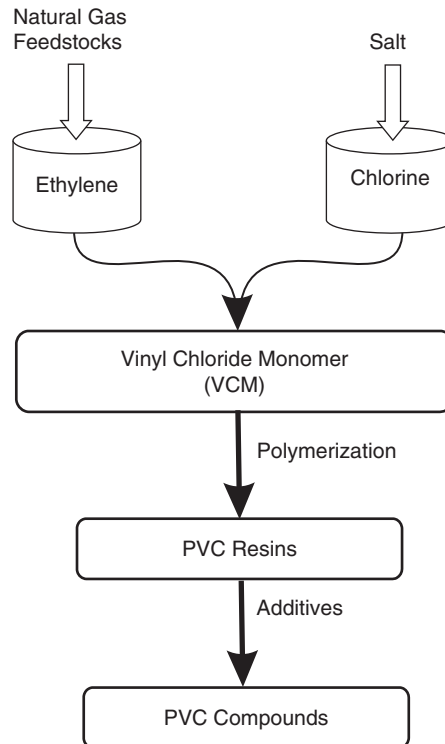 Natural Gas
Feedstocks
Salt
Ethylene
Chlorine
Vinyl Chloride Monomer
(VCM)
Polymerization
PVC Resins
Additives
PVC Compounds